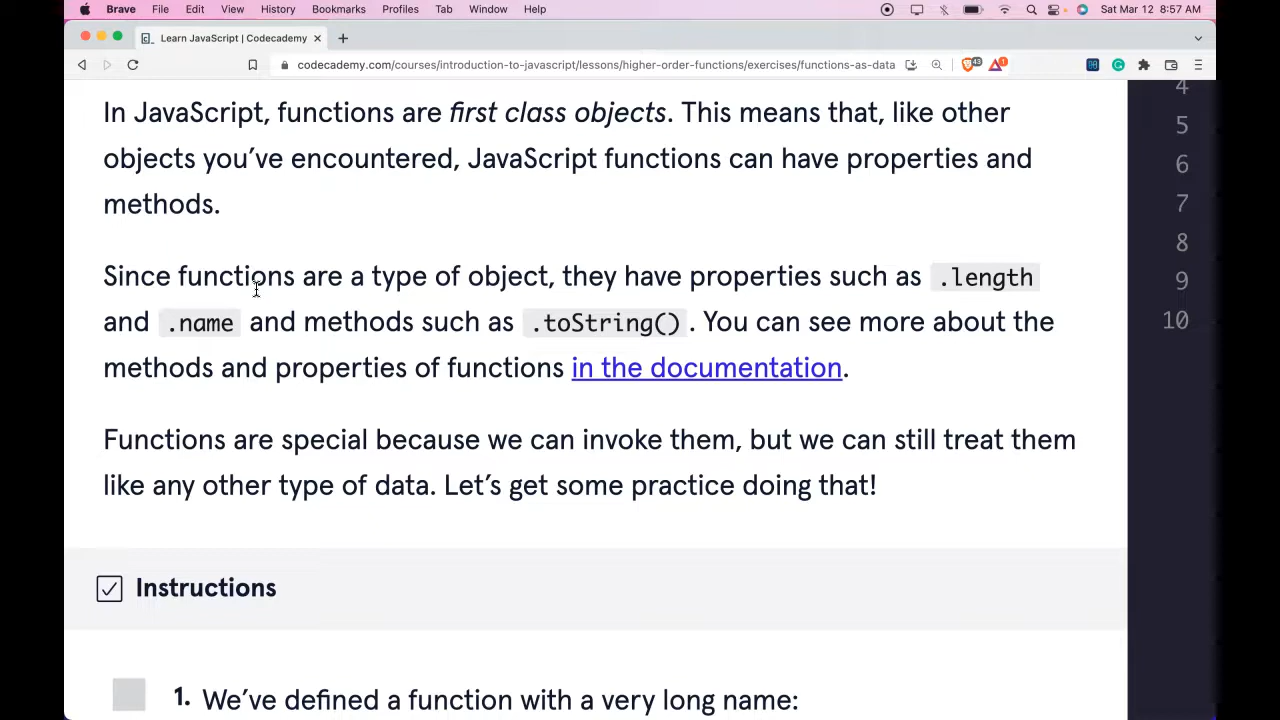 Brave File Edit View History Bookmarks Profiles Tab Window Help Sat Mar 12 8:57 AM
Learn JavaScript | Codecademy
codecademy.com/courses/introduction-to-javascript/lessons/higher-order-functions/exercises/functions-as-data 43 1
In JavaScript, functions are first class objects. This means that, like other
objects you’ve encountered, JavaScript functions can have properties and
methods.
Since functions are a type of object, they have properties such as .length
and .name and methods such as .toString(). You can see more about the
methods and properties of functions in the documentation.
Functions are special because we can invoke them, but we can still treat them
like any other type of data. Let’s get some practice doing that!
Instructions
1. We’ve defined a function with a very long name:
4
5
6
7
8
9
10